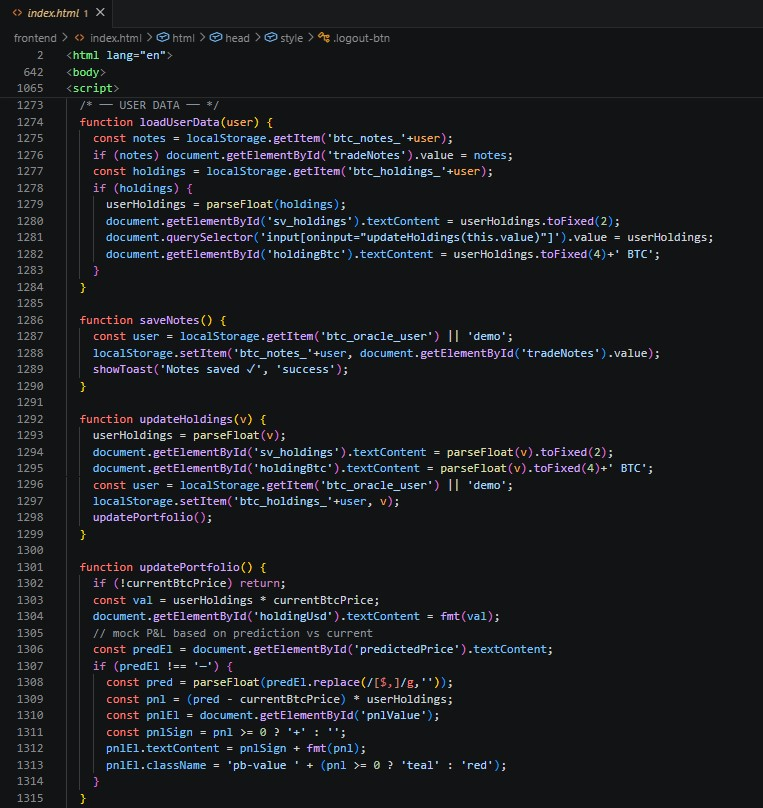 index.html 1 ×
frontend > index.html > html > head > style > .logout-btn
2 <html lang="en">
642 <body>
1065 <script>
1273 /* — USER DATA — */
1274 function loadUserData(user) {
1275 const notes = localStorage.getItem('btc_notes_'+user);
1276 if (notes) document.getElementById('tradeNotes').value = notes;
1277 const holdings = localStorage.getItem('btc_holdings_'+user);
1278 if (holdings) {
1279 userHoldings = parseFloat(holdings);
1280 document.getElementById('sv_holdings').textContent = userHoldings.toFixed(2);
1281 document.querySelector('input[oninput="updateHoldings(this.value)"]').value = userHoldings;
1282 document.getElementById('holdingBtc').textContent = userHoldings.toFixed(4)+' BTC';
1283 }
1284 }
1285
1286 function saveNotes() {
1287 const user = localStorage.getItem('btc_oracle_user') || 'demo';
1288 localStorage.setItem('btc_notes_'+user, document.getElementById('tradeNotes').value);
1289 showToast('Notes saved ✓', 'success');
1290 }
1291
1292 function updateHoldings(v) {
1293 userHoldings = parseFloat(v);
1294 document.getElementById('sv_holdings').textContent = parseFloat(v).toFixed(2);
1295 document.getElementById('holdingBtc').textContent = parseFloat(v).toFixed(4)+' BTC';
1296 const user = localStorage.getItem('btc_oracle_user') || 'demo';
1297 localStorage.setItem('btc_holdings_'+user, v);
1298 updatePortfolio();
1299 }
1300
1301 function updatePortfolio() {
1302 if (!currentBtcPrice) return;
1303 const val = userHoldings * currentBtcPrice;
1304 document.getElementById('holdingUsd').textContent = fmt(val);
1305 // mock P&L based on prediction vs current
1306 const predEl = document.getElementById('predictedPrice').textContent;
1307 if (predEl !== '—') {
1308 const pred = parseFloat(predEl.replace(/[$,]/g,''));
1309 const pnl = (pred - currentBtcPrice) * userHoldings;
1310 const pnlEl = document.getElementById('pnlValue');
1311 const pnlSign = pnl >= 0 ? '+' : '';
1312 pnlEl.textContent = pnlSign + fmt(pnl);
1313 pnlEl.className = 'pb-value ' + (pnl >= 0 ? 'teal' : 'red');
1314 }
1315 }